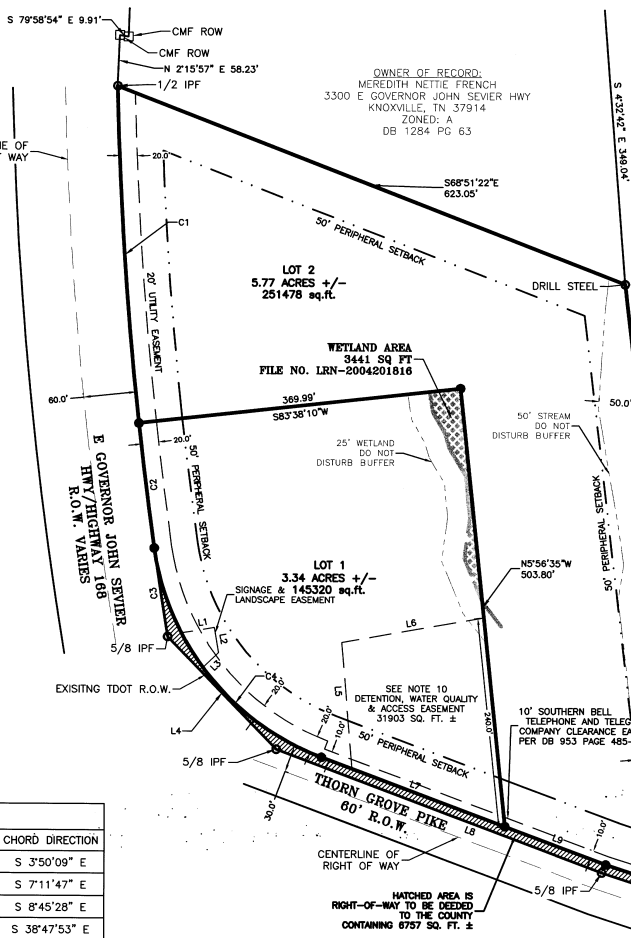 S 79°58'54" E 9.91'
CMF ROW
CMF ROW
N 2°15'57" E 58.23'
1/2 IPF
OWNER OF RECORD:
MEREDITH NETTIE FRENCH
3300 E GOVERNOR JOHN SEVIER HWY
KNOXVILLE, TN 37914
ZONED: A
DB 1284 PG 63
S 4°32'42" E 349.04'
NE OF
WAY
20.0'
S68°51'22"E
623.05'
C1
50' PERIPHERAL SETBACK
LOT 2
5.77 ACRES +/-
251478 sq.ft.
DRILL STEEL
20' UTILITY EASEMENT
WETLAND AREA
3441 SQ FT
FILE NO. LRN-2004201816
60.0'
369.99'
S83°38'10"W
50.0'
50' STREAM
DO NOT
DISTURB BUFFER
20.0'
25' WETLAND
DO NOT
DISTURB BUFFER
50' PERIPHERAL SETBACK
C2
E GOVERNOR JOHN SEVIER
HWY/HIGHWAY 168
R.O.W. VARIES
50' PERIPHERAL SETBACK
LOT 1
3.34 ACRES +/-
145320 sq.ft.
SIGNAGE &
LANDSCAPE EASEMENT
N5°56'35"W
503.80'
C3
L1
L2
L6
5/8 IPF
L3
EXISITNG TDOT R.O.W.
C4
20.0'
L5
SEE NOTE 10
DETENTION, WATER QUALITY
& ACCESS EASEMENT
31903 SQ. FT. ±
240.0'
L4
20.0'
10.0'
10' SOUTHERN BELL
TELEPHONE AND TELEG
COMPANY CLEARANCE EA
PER DB 953 PAGE 485-
5/8 IPF
50' PERIPHERAL SETBACK
L7
THORN GROVE PIKE
60' R.O.W.
30.0'
L8
L9
10.0'
CENTERLINE OF
RIGHT OF WAY
5/8 IPF
HATCHED AREA IS
RIGHT-OF-WAY TO BE DEEDED
TO THE COUNTY
CONTAINING 6757 SQ. FT. ±
CHORD DIRECTION
S 3°50'09" E
S 7°11'47" E
S 8°45'28" E
S 38°47'53" E